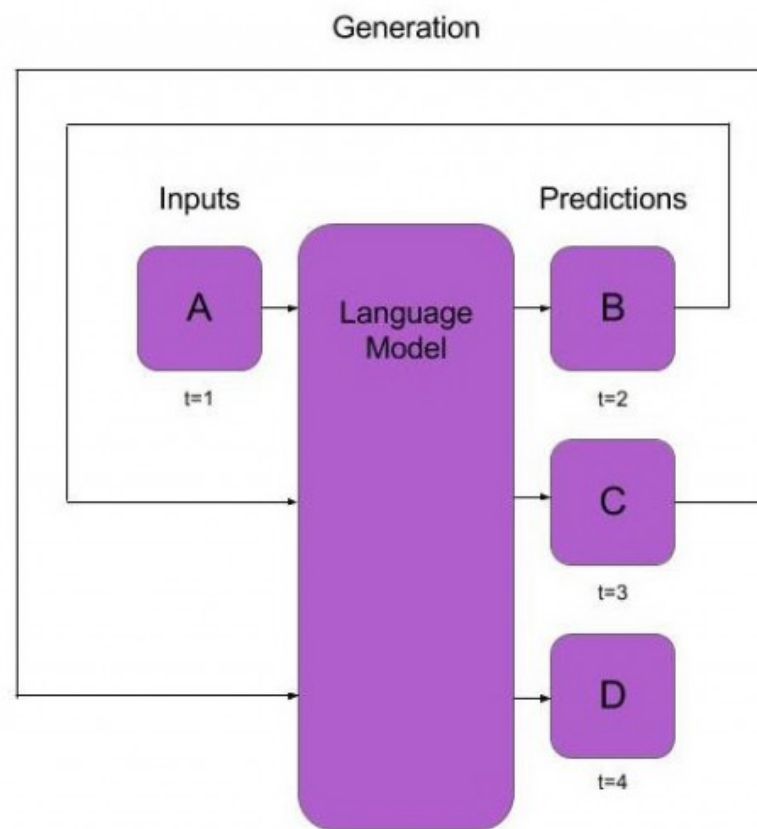 Generation
Inputs
Predictions
A
Language
Model
B
t=1
t=2
C
t=3
D
t=4